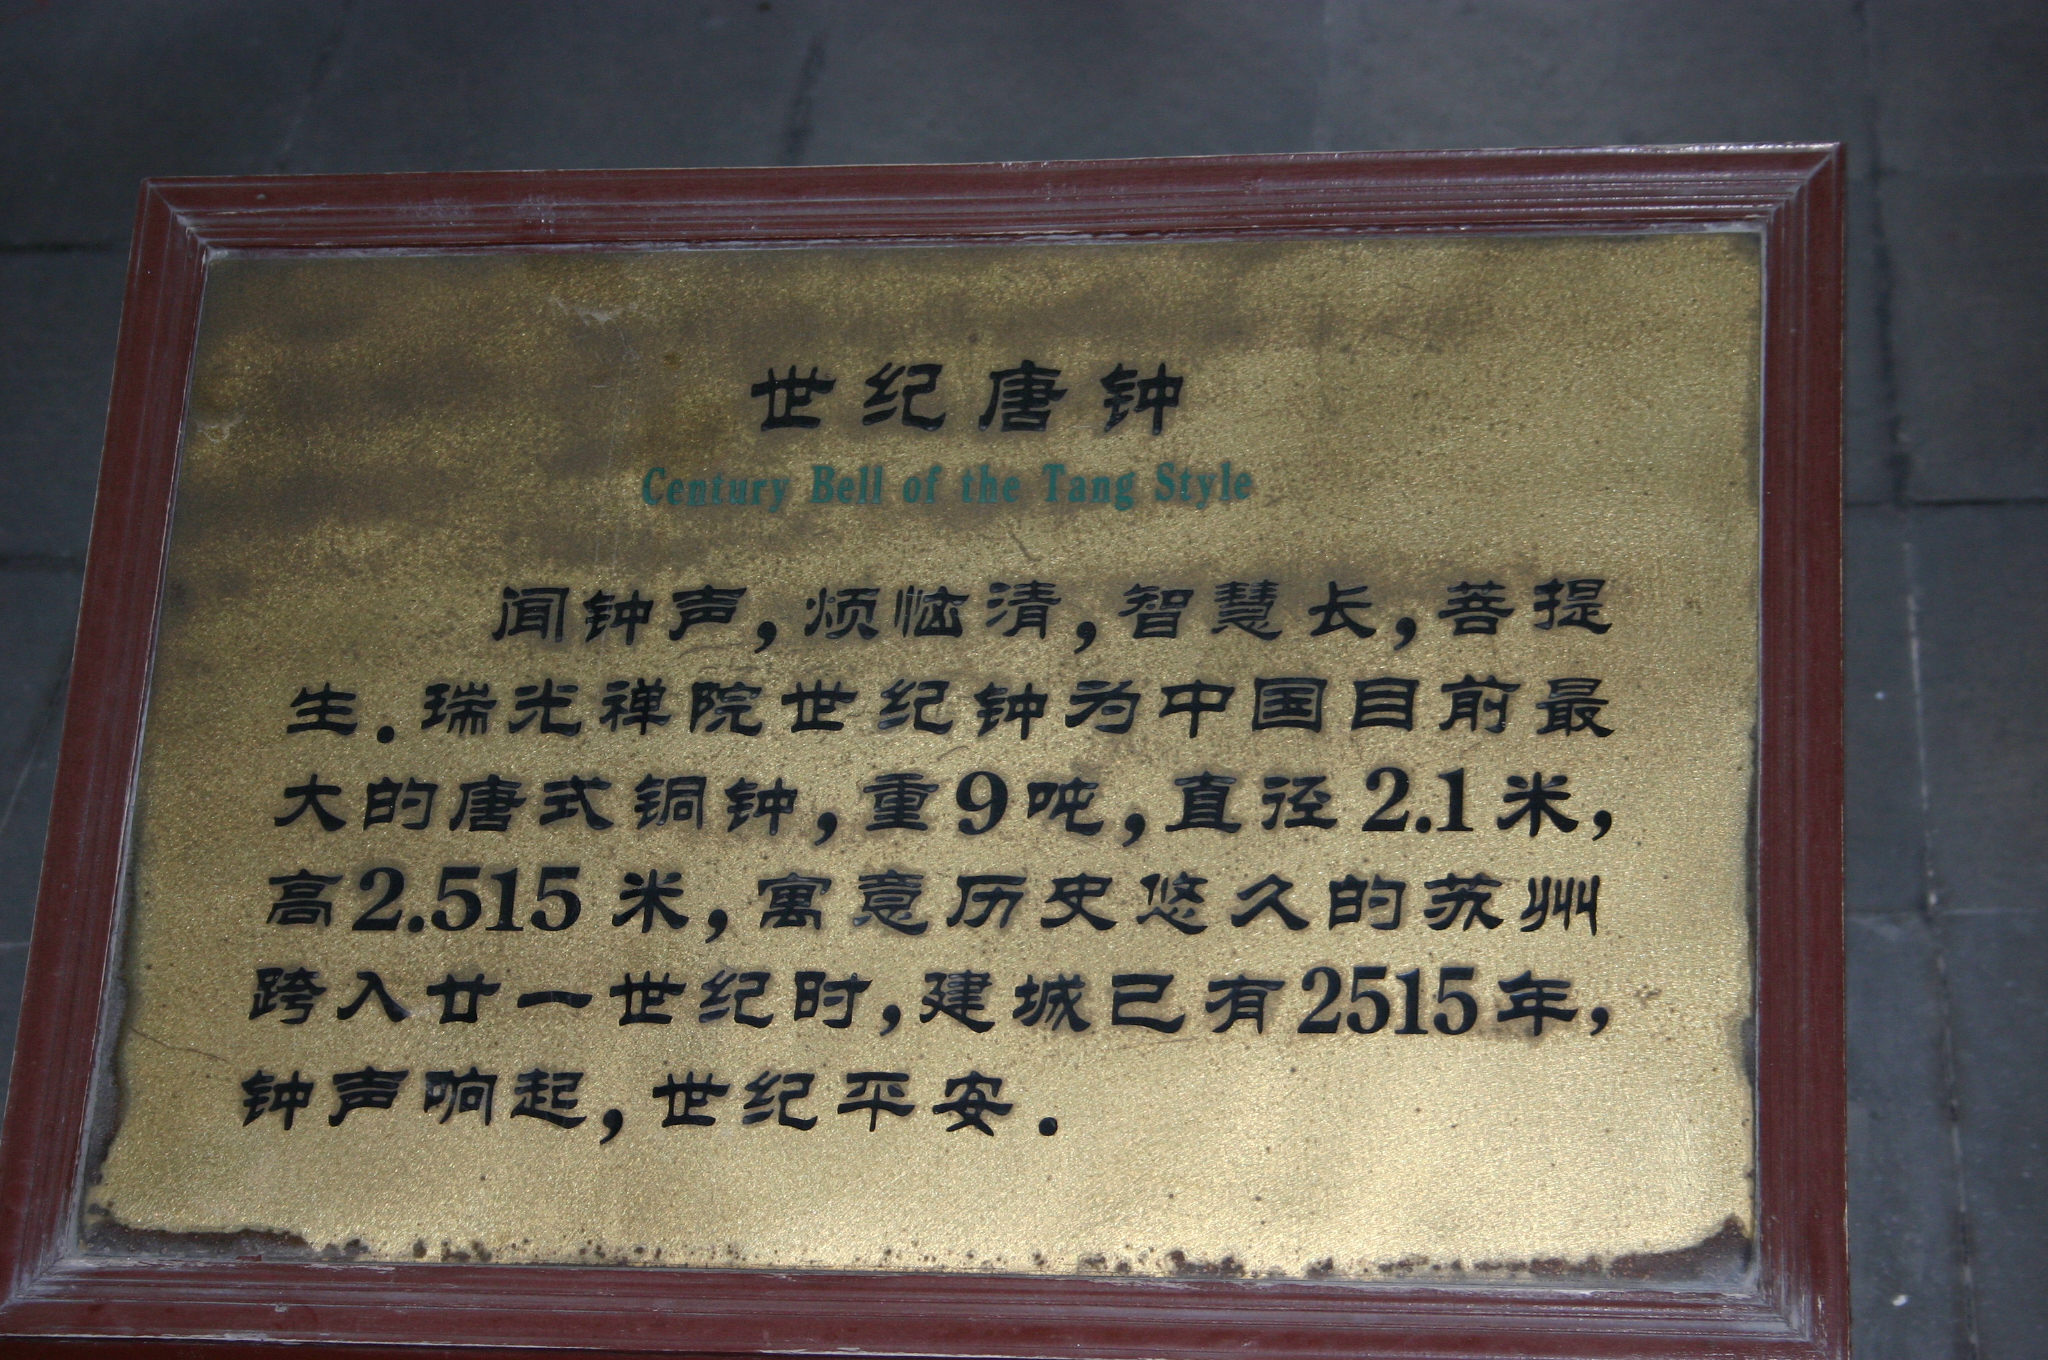 世纪唐钟
Century Bell of the Tang Style
闻钟声,烦恼清,智慧长,菩提
生.瑞光禅院世纪钟为中国目前最
大的唐式铜钟,重9吨,直径2.1米,
高2.515米,寓意历史悠久的苏州
跨入廿一世纪时,建城已有2515年,
钟声响起,世纪平安.